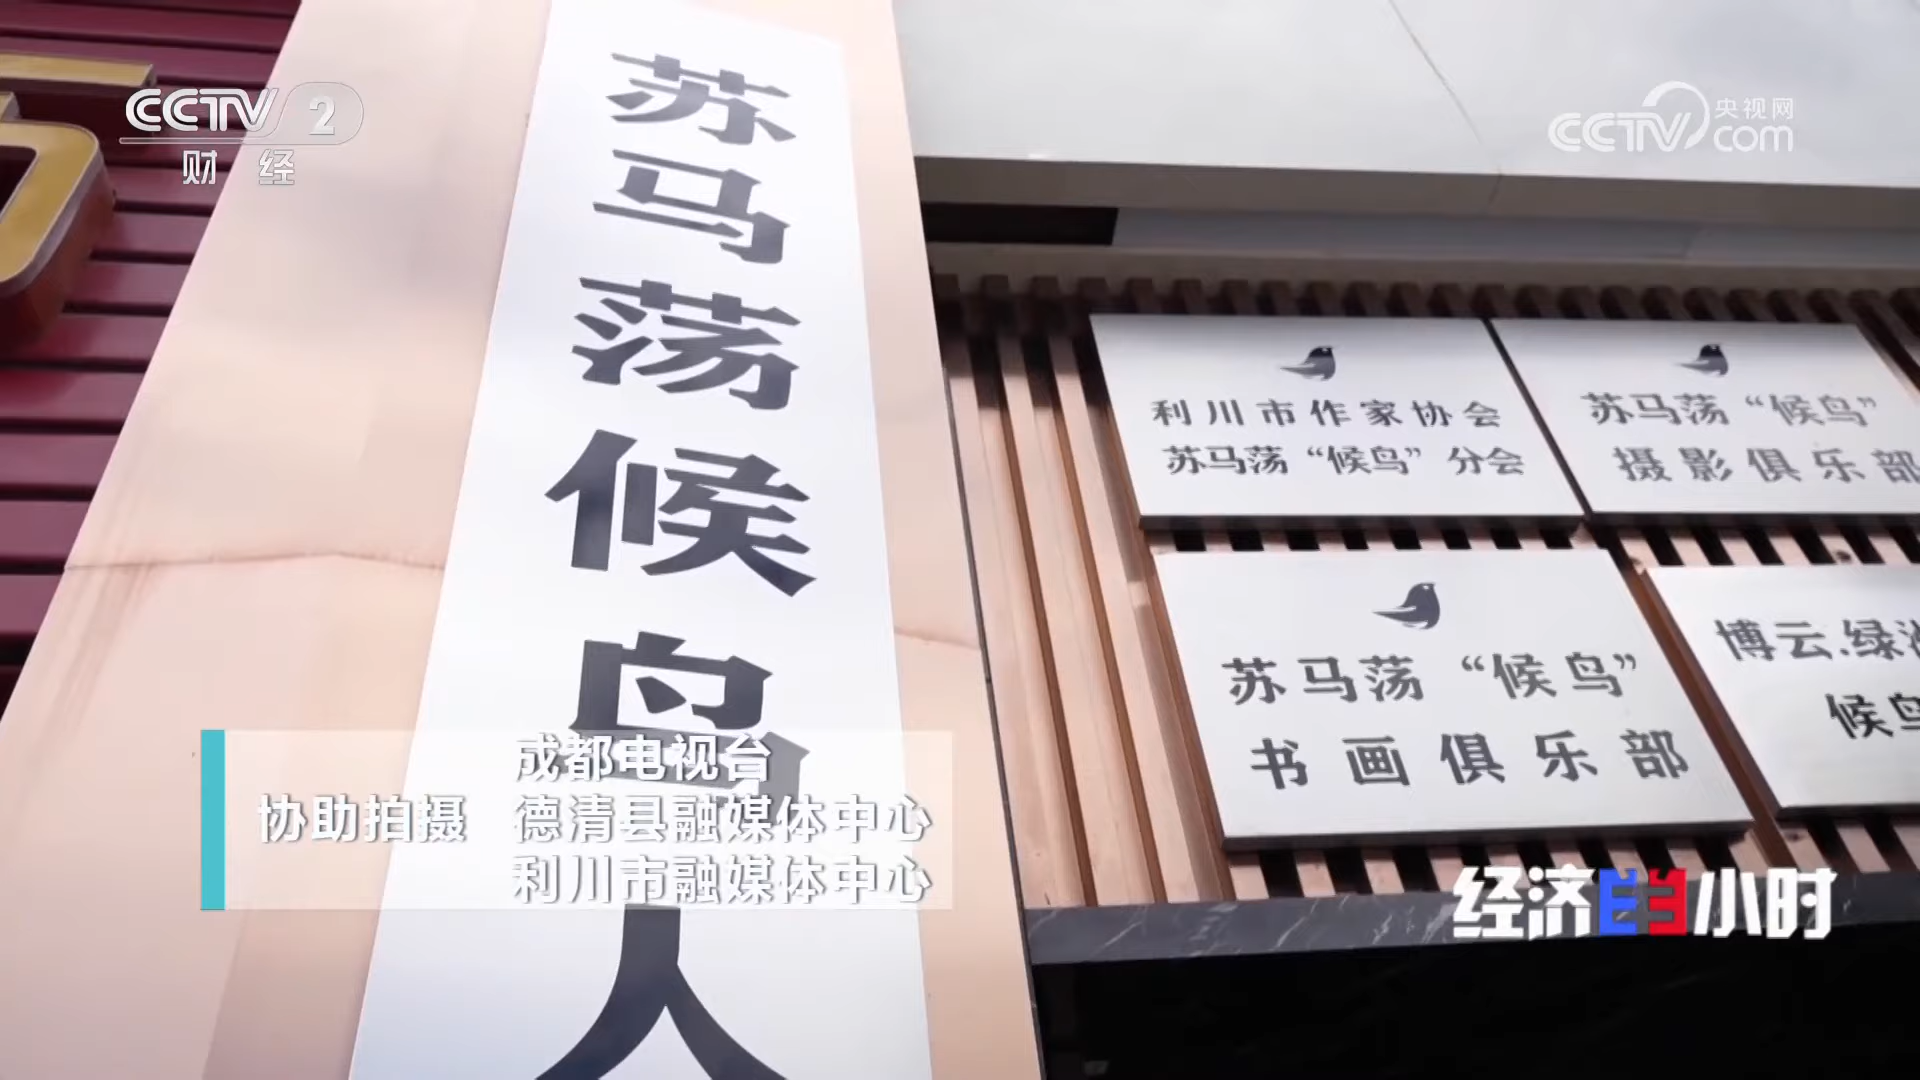 CCTV 2
财经
央视网
CCTV.com
苏马荡候鸟人
利川市作家协会
苏马荡“候鸟”分会
苏马荡“候鸟”
摄影俱乐部
苏马荡“候鸟”
书画俱乐部
博云.绿
候鸟
成都电视台
协助拍摄 德清县融媒体中心
利川市融媒体中心
经济半小时